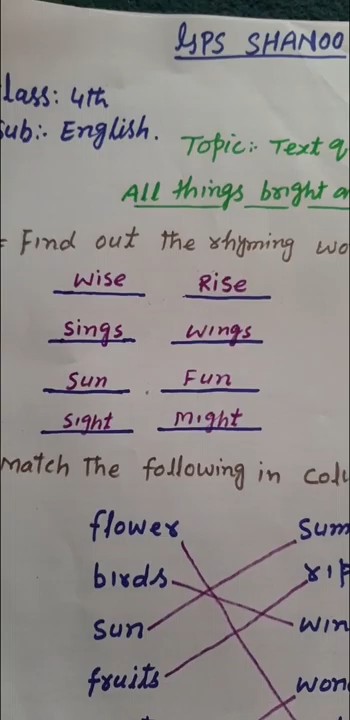 GPS SHANOO
Class: 4th
Sub:- English.
Topic:- Text
All things bright
Find out the rhyming
Wise Rise
Sings Wings
Sun Fun
Sight Might
Match The following in
flower
birds
Sun
fruits